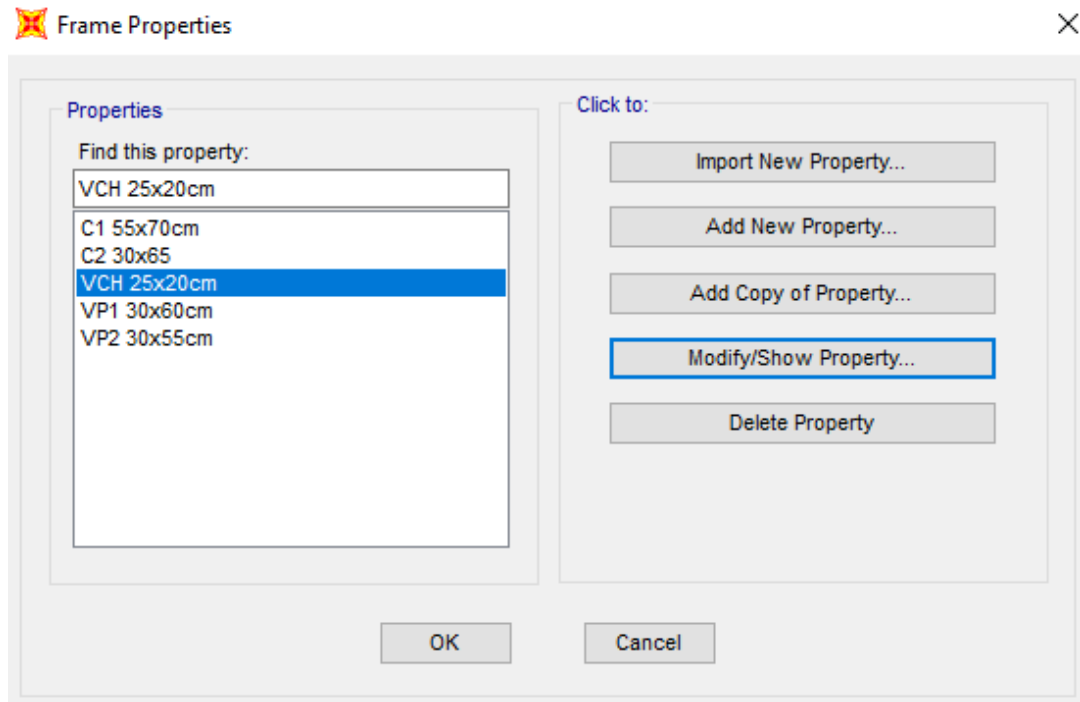 Frame Properties
Properties
Find this property:
VCH 25x20cm
C1 55x70cm
C2 30x65
VCH 25x20cm
VP1 30x60cm
VP2 30x55cm
Click to:
Import New Property...
Add New Property...
Add Copy of Property...
Modify/Show Property...
Delete Property
OK
Cancel